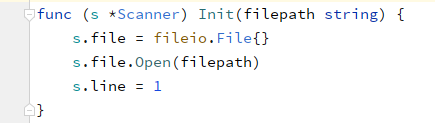 func (s *Scanner) Init(filepath string) {
    s.file = fileio.File{}
    s.file.Open(filepath)
    s.line = 1
}